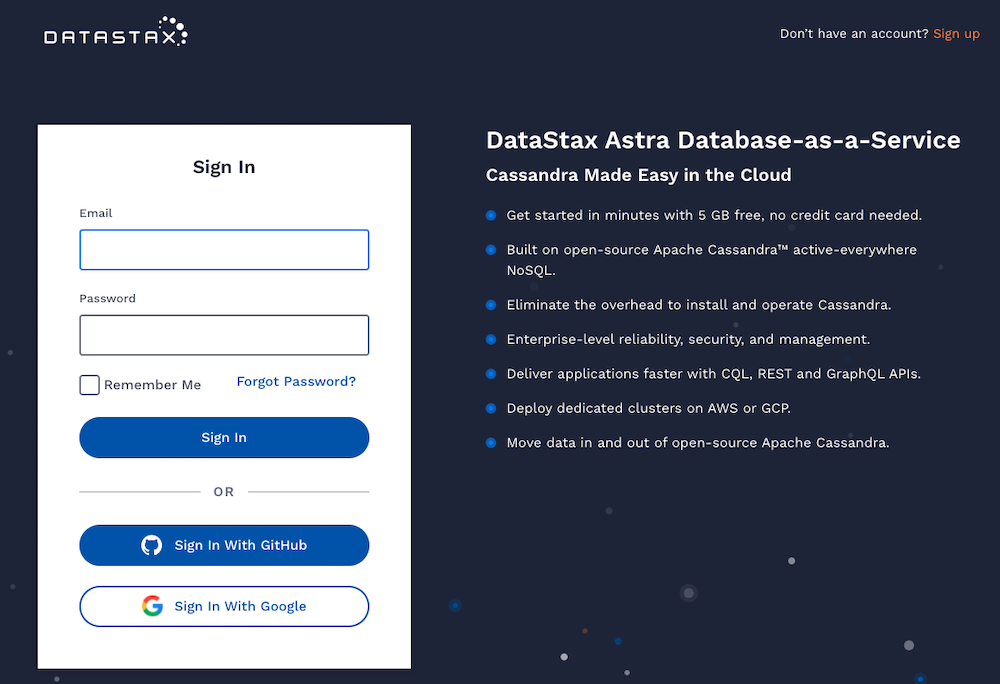 DATASTAX
Don't have an account? Sign up
Sign In
Email
Password
Remember Me
Forgot Password?
Sign In
OR
Sign In With GitHub
Sign In With Google
DataStax Astra Database-as-a-Service
Cassandra Made Easy in the Cloud
Get started in minutes with 5 GB free, no credit card needed.
Built on open-source Apache Cassandra™ active-everywhere
NoSQL.
Eliminate the overhead to install and operate Cassandra.
Enterprise-level reliability, security, and management.
Deliver applications faster with CQL, REST and GraphQL APIs.
Deploy dedicated clusters on AWS or GCP.
Move data in and out of open-source Apache Cassandra.